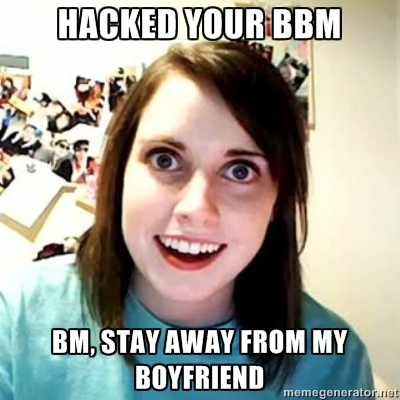 HACKED YOUR BBM
BM, STAY AWAY FROM MY
BOYFRIEND
memegenerator.net